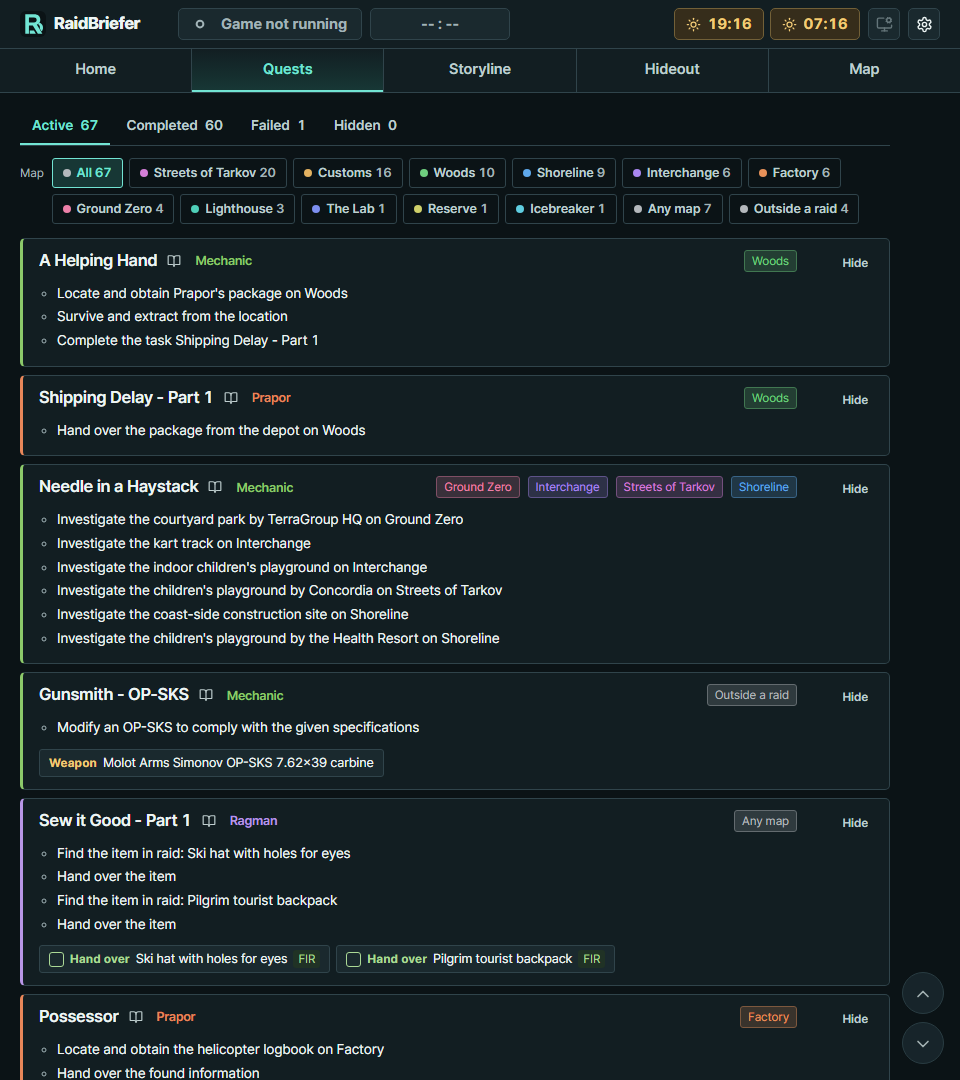 RaidBriefer
Game not running
-- : --
19:16
07:16
Home
Quests
Storyline
Hideout
Map
Active 67
Completed 60
Failed 1
Hidden 0
Map
All 67
Streets of Tarkov 20
Customs 16
Woods 10
Shoreline 9
Interchange 6
Factory 6
Ground Zero 4
Lighthouse 3
The Lab 1
Reserve 1
Icebreaker 1
Any map 7
Outside a raid 4
A Helping Hand Mechanic Woods Hide
Locate and obtain Prapor's package on Woods
Survive and extract from the location
Complete the task Shipping Delay - Part 1
Shipping Delay - Part 1 Prapor Woods Hide
Hand over the package from the depot on Woods
Needle in a Haystack Mechanic Ground Zero Interchange Streets of Tarkov Shoreline Hide
Investigate the courtyard park by TerraGroup HQ on Ground Zero
Investigate the kart track on Interchange
Investigate the indoor children's playground on Interchange
Investigate the children's playground by Concordia on Streets of Tarkov
Investigate the coast-side construction site on Shoreline
Investigate the children's playground by the Health Resort on Shoreline
Gunsmith - OP-SKS Mechanic Outside a raid Hide
Modify an OP-SKS to comply with the given specifications
Weapon Molot Arms Simonov OP-SKS 7.62x39 carbine
Sew it Good - Part 1 Ragman Any map Hide
Find the item in raid: Ski hat with holes for eyes
Hand over the item
Find the item in raid: Pilgrim tourist backpack
Hand over the item
Hand over Ski hat with holes for eyes FIR
Hand over Pilgrim tourist backpack FIR
Possessor Prapor Factory Hide
Locate and obtain the helicopter logbook on Factory
Hand over the found information